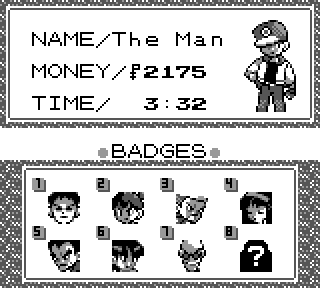 NAME/The Man
MONEY/₽2175
TIME/ 3:32
●BADGES●
1 2 3 4
5 6 7 8
?